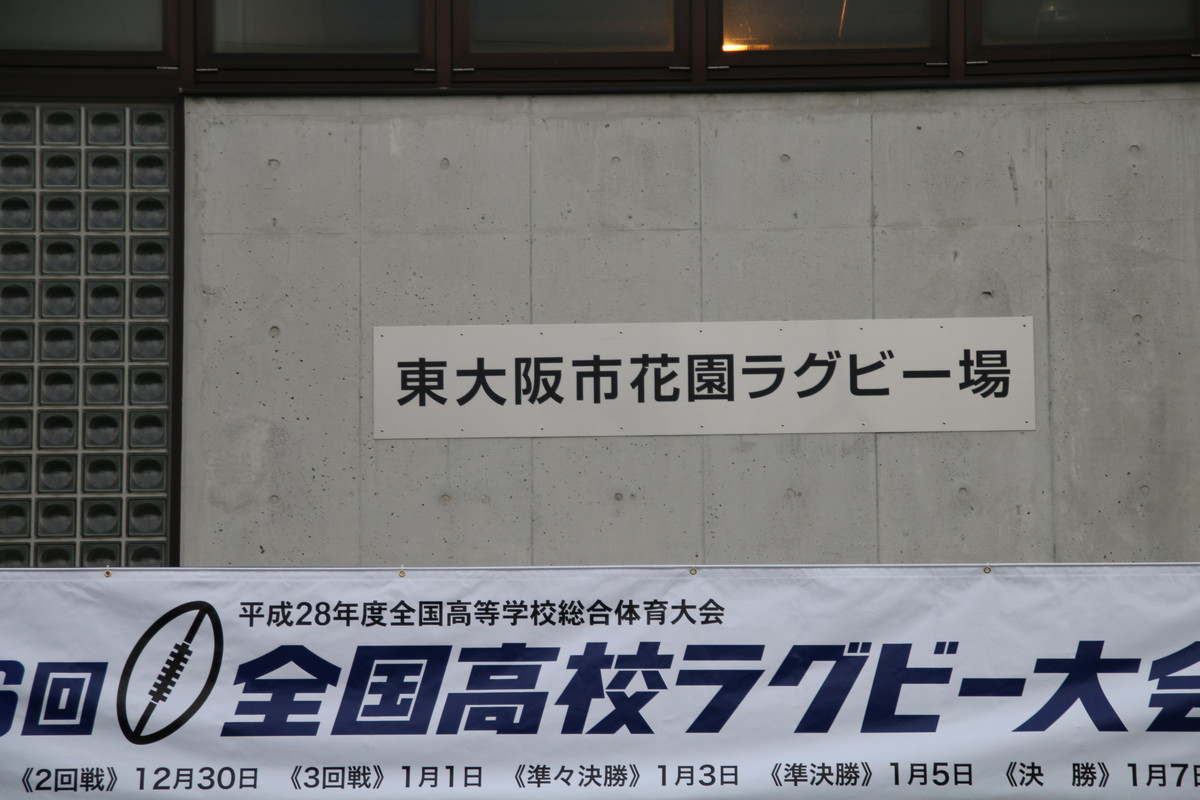 東大阪市花園ラグビー場
平成28年度全国高等学校総合体育大会
6回 全国高校ラグビー大会
《2回戦》12月30日 《3回戦》1月1日 《準々決勝》1月3日 《準決勝》1月5日 《決 勝》1月7日